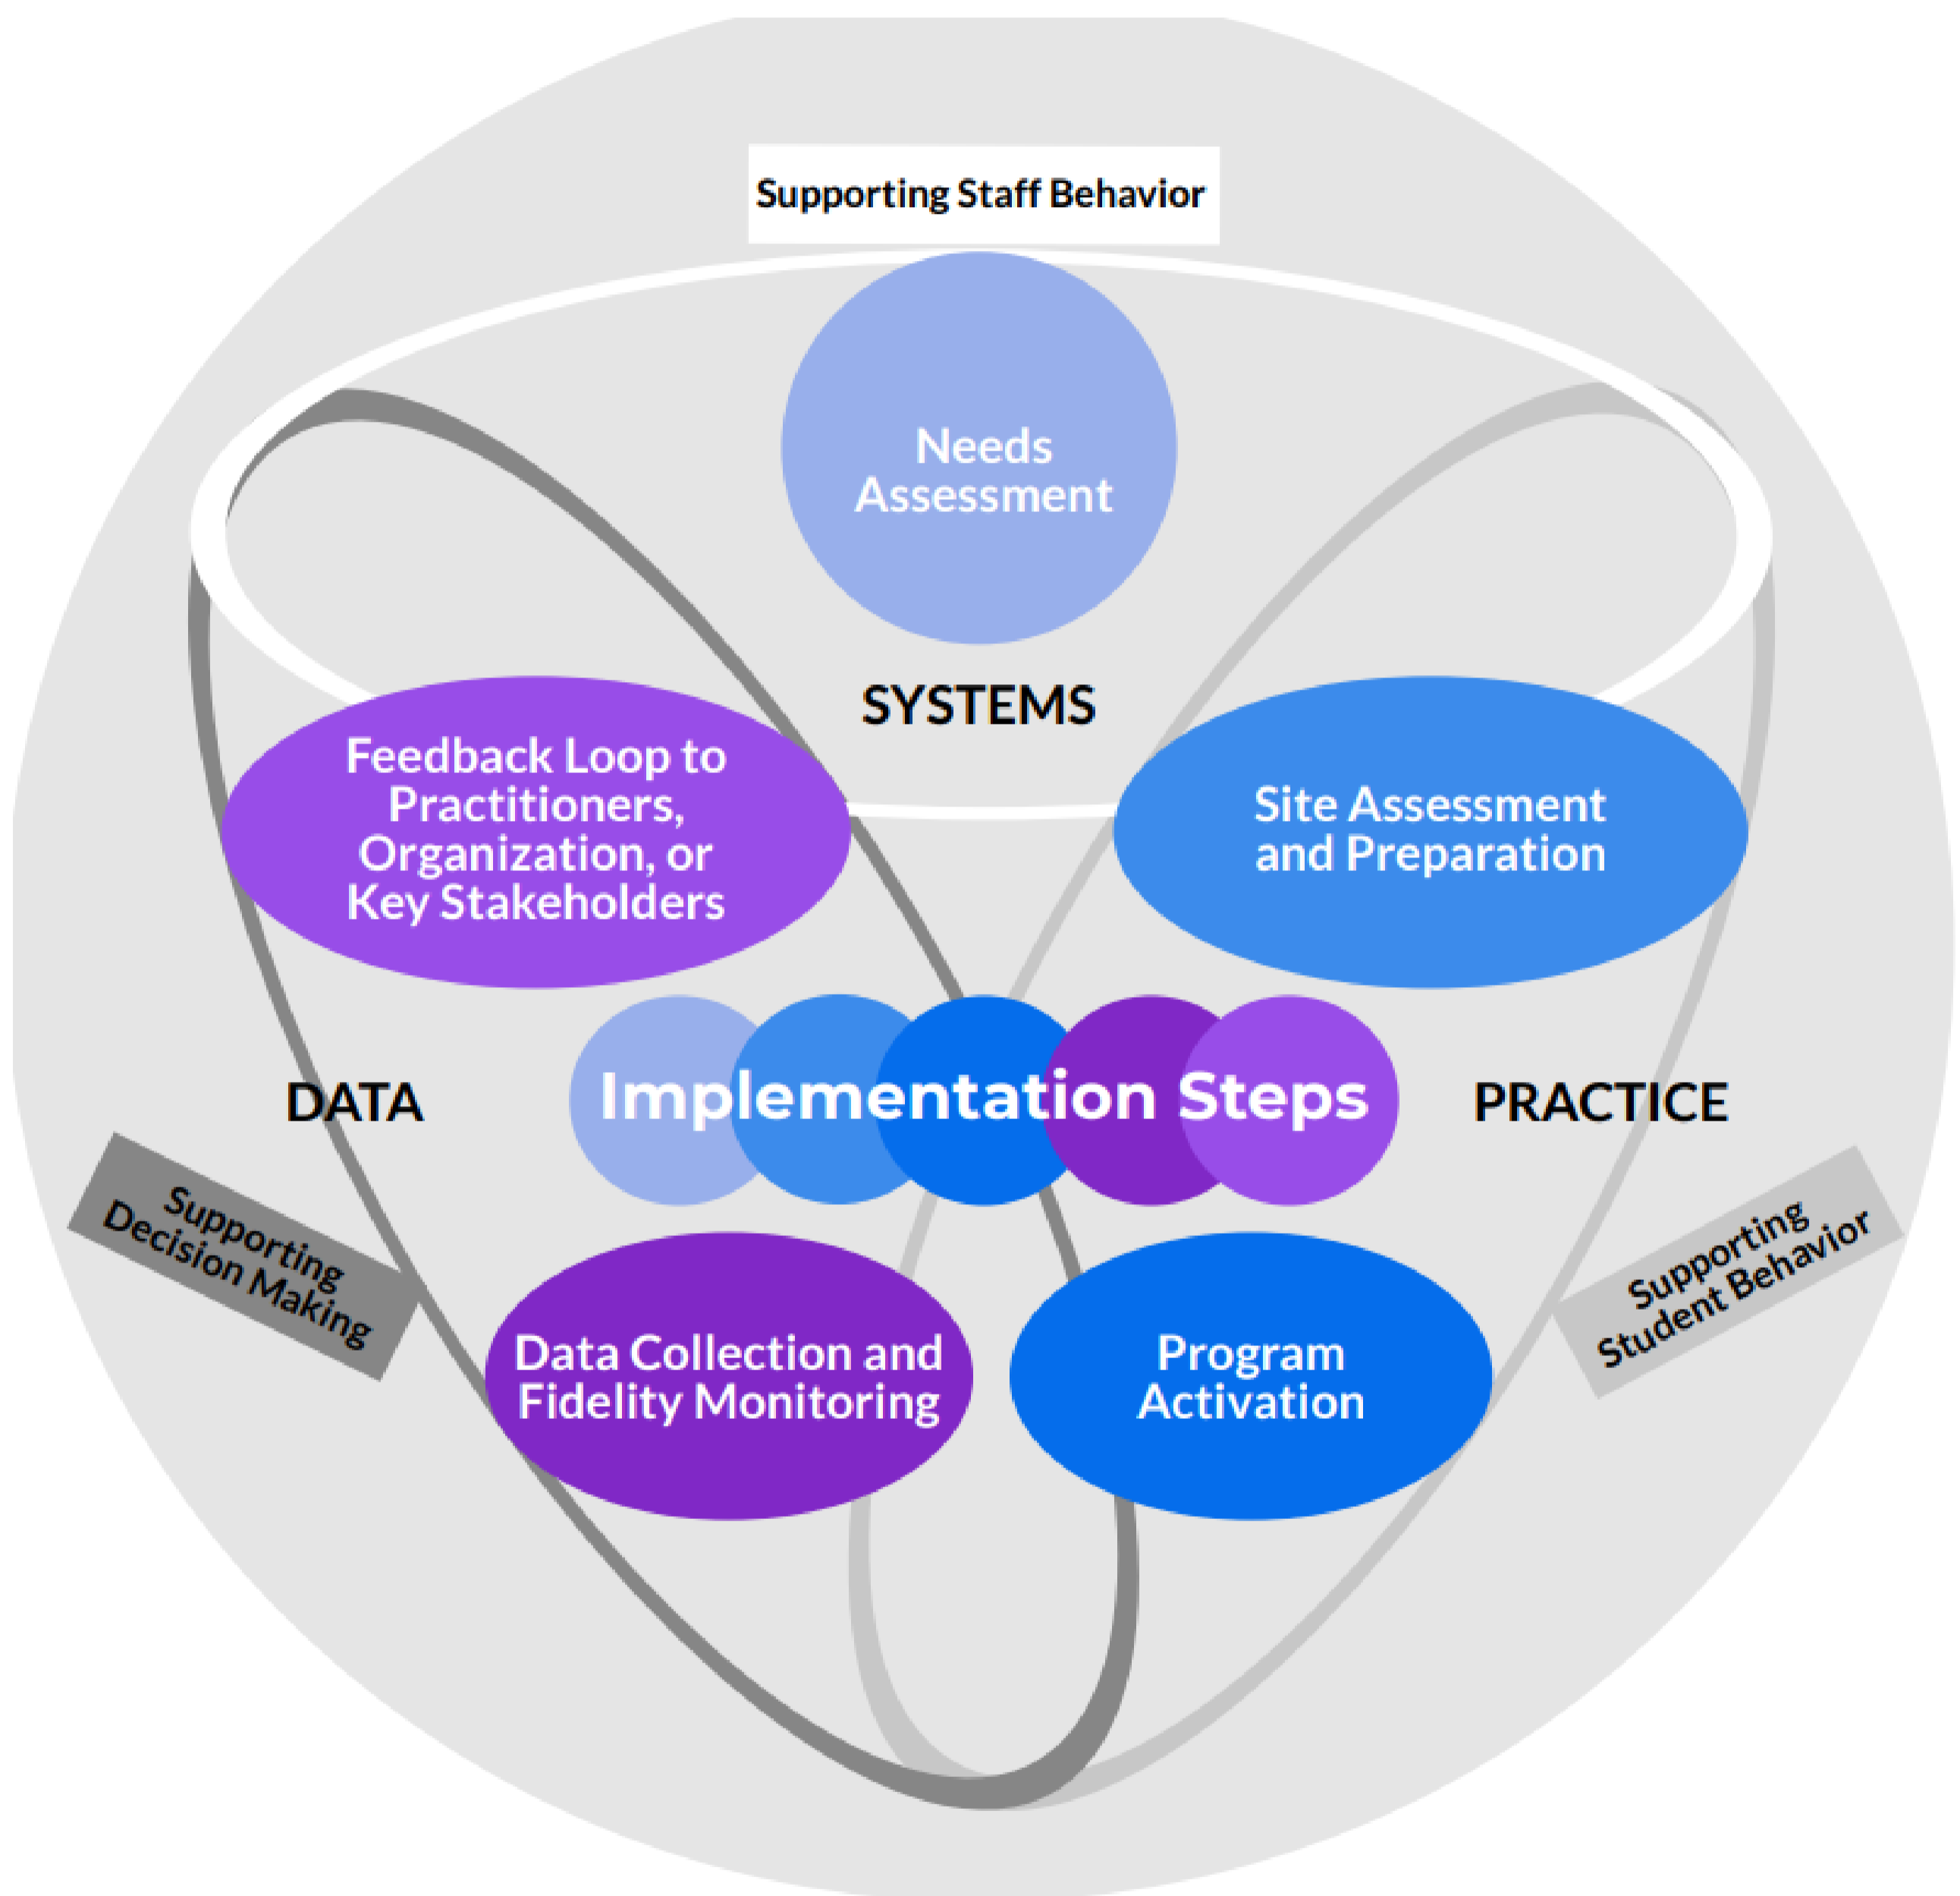 Supporting Staff Behavior
Needs
Assessment
SYSTEMS
Feedback Loop to
Practitioners,
Organization, or
Key Stakeholders
Site Assessment
and Preparation
Implementation Steps
DATA
PRACTICE
Supporting
Decision Making
Supporting
Student Behavior
Data Collection and
Fidelity Monitoring
Program
Activation